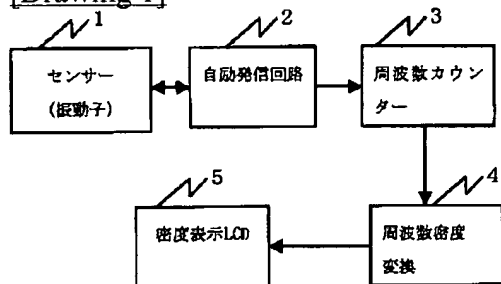 [Drawing 1]
1
センサー
(振動子)
2
自励発信回路
3
周波数カウン
ター
4
周波数密度
変換
5
密度表示LCD